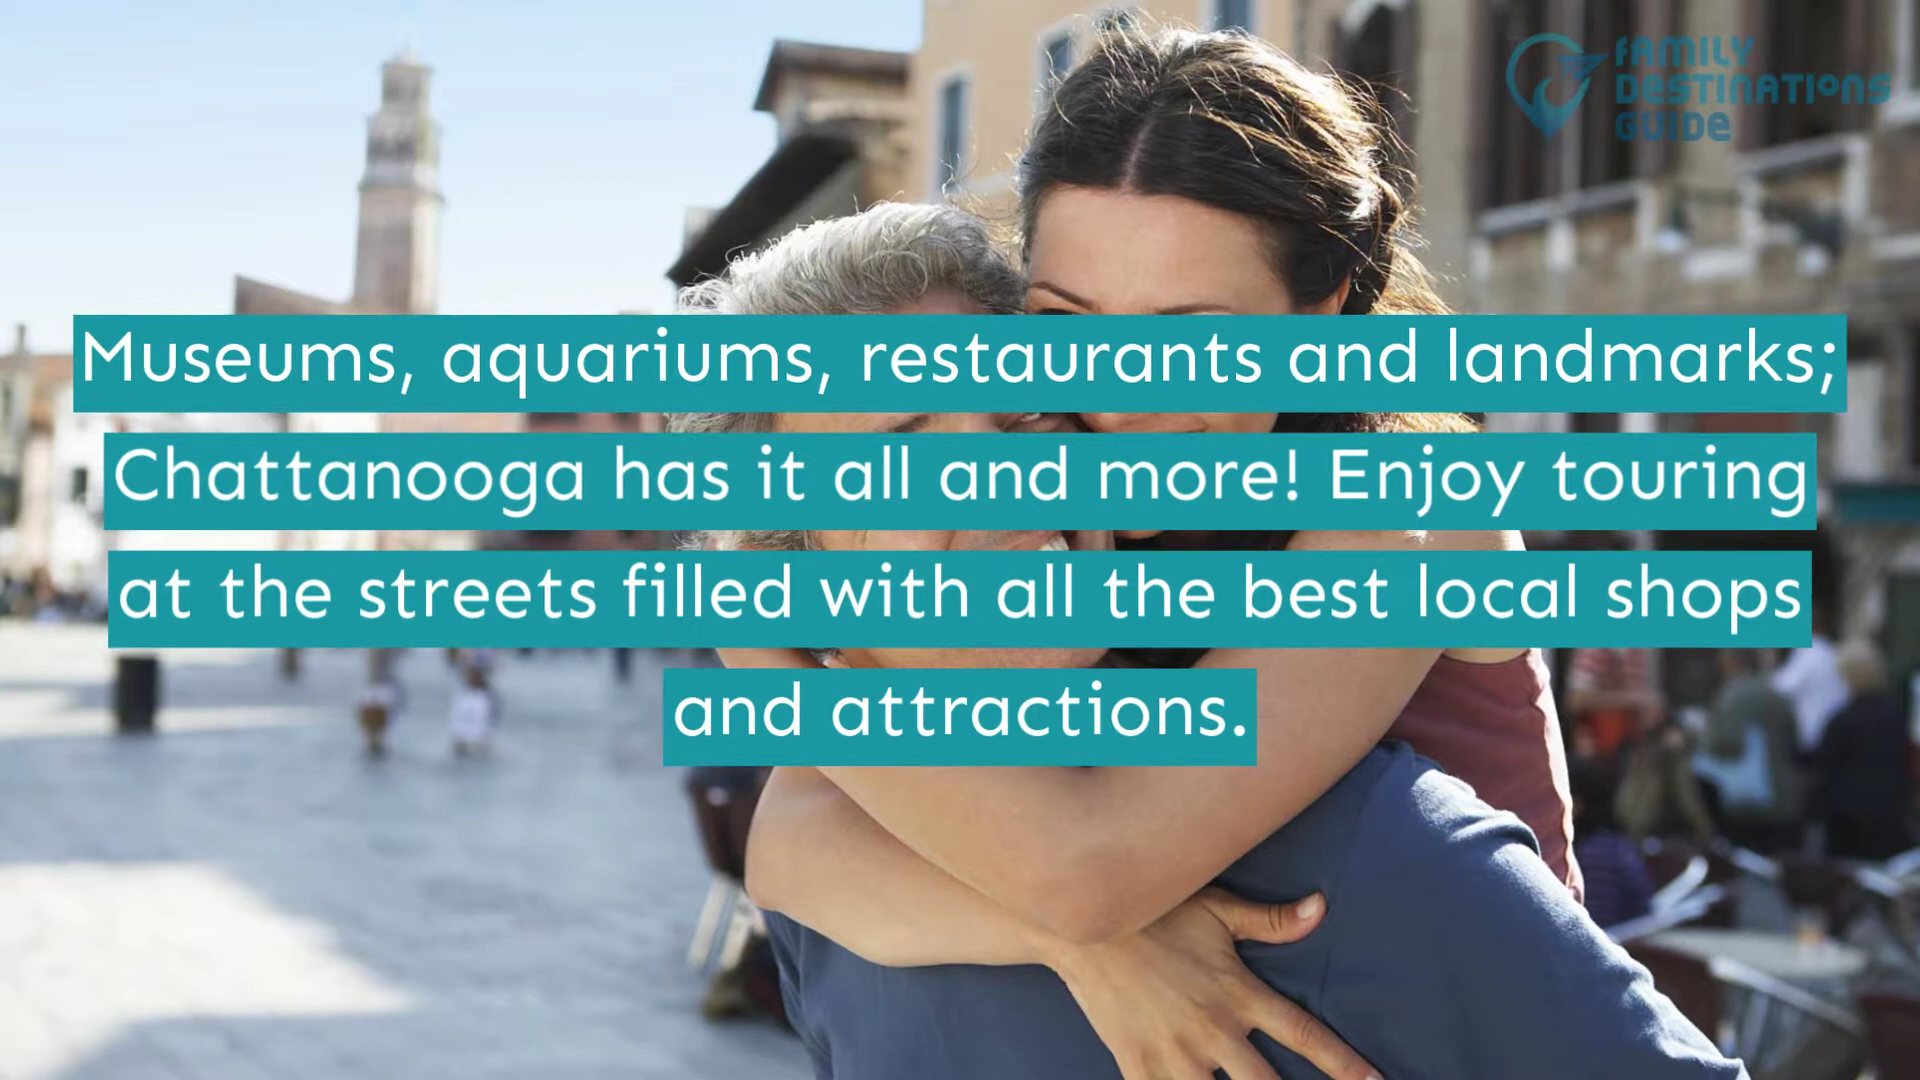 FAMILY
DESTINATIONS
GUIDE
Museums, aquariums, restaurants and landmarks;
Chattanooga has it all and more! Enjoy touring
at the streets filled with all the best local shops
and attractions.